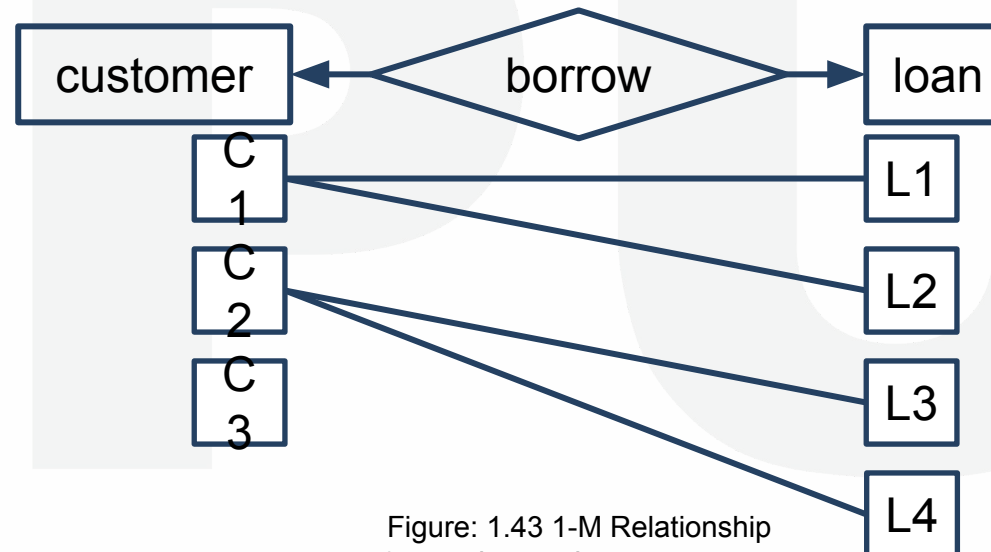 customer borrow loan
C
1
L1
C
2
L2
C
3
L3
L4
Figure: 1.43 1-M Relationship